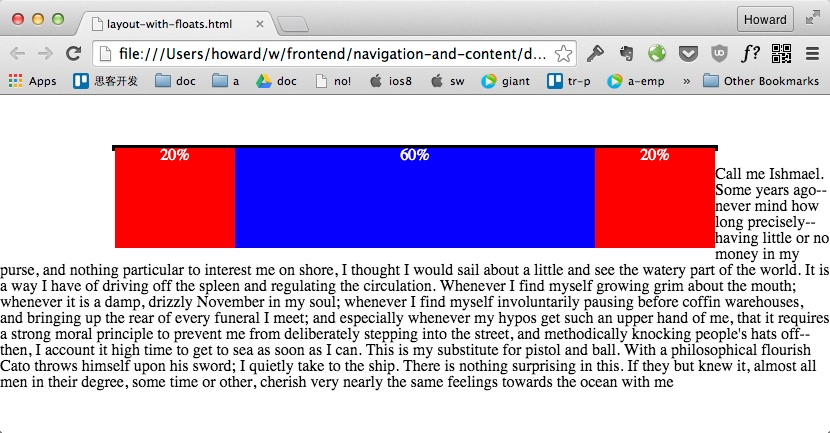 layout-with-floats.html
Howard
file:///Users/howard/w/frontend/navigation-and-content/d...
f?
Apps 思客开发 doc a doc no! ios8 sw giant tr-p a-emp » Other Bookmarks
20% 60% 20%
Call me Ishmael.
Some years ago--
never mind how
long precisely--
having little or no
money in my
purse, and nothing particular to interest me on shore, I thought I would sail about a little and see the watery part of the world. It is
a way I have of driving off the spleen and regulating the circulation. Whenever I find myself growing grim about the mouth;
whenever it is a damp, drizzly November in my soul; whenever I find myself involuntarily pausing before coffin warehouses,
and bringing up the rear of every funeral I meet; and especially whenever my hypos get such an upper hand of me, that it requires
a strong moral principle to prevent me from deliberately stepping into the street, and methodically knocking people's hats off--
then, I account it high time to get to sea as soon as I can. This is my substitute for pistol and ball. With a philosophical flourish
Cato throws himself upon his sword; I quietly take to the ship. There is nothing surprising in this. If they but knew it, almost all
men in their degree, some time or other, cherish very nearly the same feelings towards the ocean with me